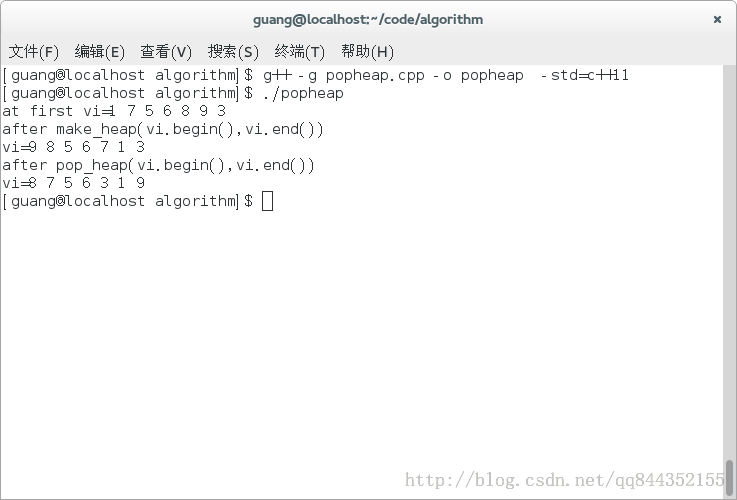 guang@localhost:~/code/algorithm
文件(F) 编辑(E) 查看(V) 搜索(S) 终端(T) 帮助(H)
[guang@localhost algorithm]$ g++ -g popheap.cpp -o popheap  -std=c++11
[guang@localhost algorithm]$ ./popheap
at first vi=1 7 5 6 8 9 3
after make_heap(vi.begin(),vi.end())
vi=9 8 5 6 7 1 3
after pop_heap(vi.begin(),vi.end())
vi=8 7 5 6 3 1 9
[guang@localhost algorithm]$
http://blog.csdn.net/qq844352155